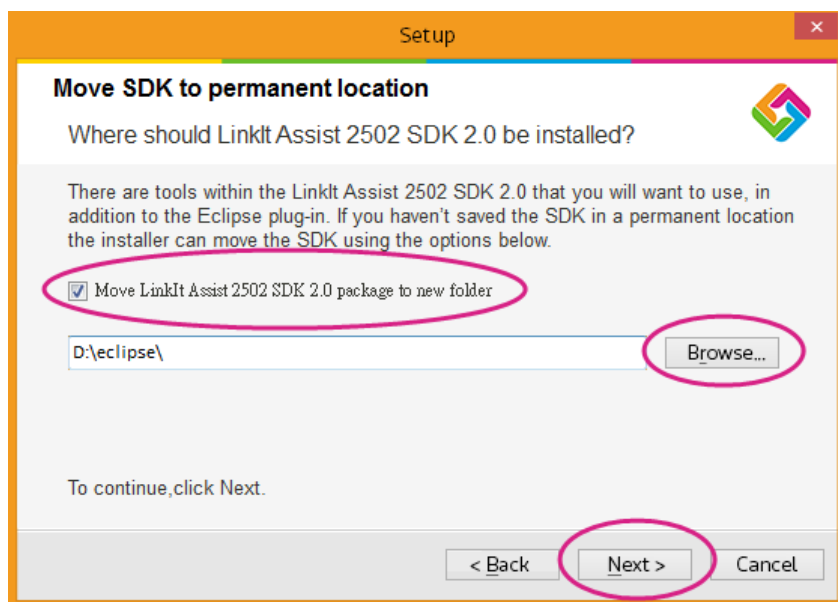 Setup
Move SDK to permanent location
Where should LinkIt Assist 2502 SDK 2.0 be installed?
There are tools within the LinkIt Assist 2502 SDK 2.0 that you will want to use, in
addition to the Eclipse plug-in. If you haven't saved the SDK in a permanent location
the installer can move the SDK using the options below.
Move LinkIt Assist 2502 SDK 2.0 package to new folder
D:\eclipse\
Browse...
To continue,click Next.
< Back
Next >
Cancel